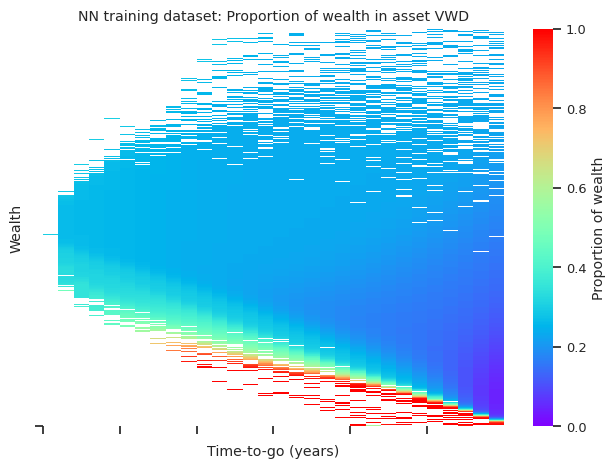 NN training dataset: Proportion of wealth in asset VWD
Wealth
Time-to-go (years)
1.0
0.8
0.6
0.4
0.2
0.0
Proportion of wealth